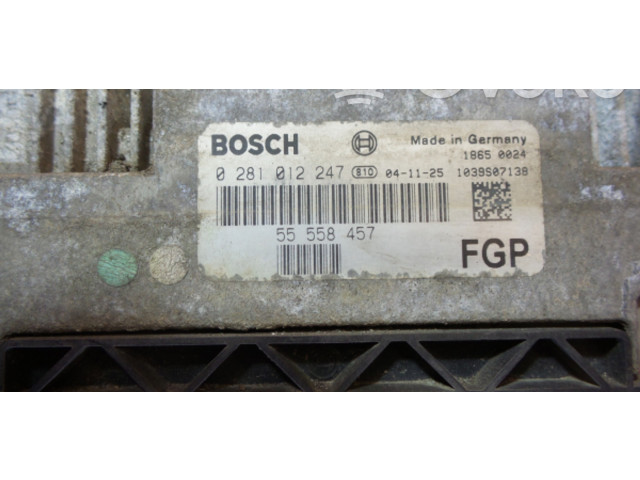 BOSCH Made in Germany
1865 0024
0 281 012 247 810 04-11-25 1039S07138
55 558 457
FGP